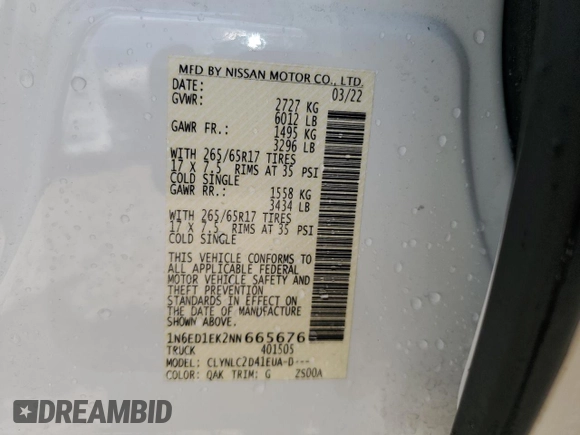 MFD BY NISSAN MOTOR CO., LTD.
DATE: 03/22
GVWR: 2727 KG
6012 LB
GAWR FR.: 1495 KG
3296 LB
WITH 265/65R17 TIRES
17 X 7.5 RIMS AT 35 PSI
COLD SINGLE
GAWR RR.: 1558 KG
3434 LB
WITH 265/65R17 TIRES
17 X 7.5 RIMS AT 35 PSI
COLD SINGLE
THIS VEHICLE CONFORMS TO
ALL APPLICABLE FEDERAL
MOTOR VEHICLE SAFETY AND
THEFT PREVENTION
STANDARDS IN EFFECT ON
THE DATE OF MANUFACTURE
SHOWN ABOVE.
1N6ED1EK2NN665676
TRUCK 401505
MODEL: CLYNLC2D41EUA-D---
COLOR: QAK TRIM: G 2S00A
DREAMBID
DREAMBID